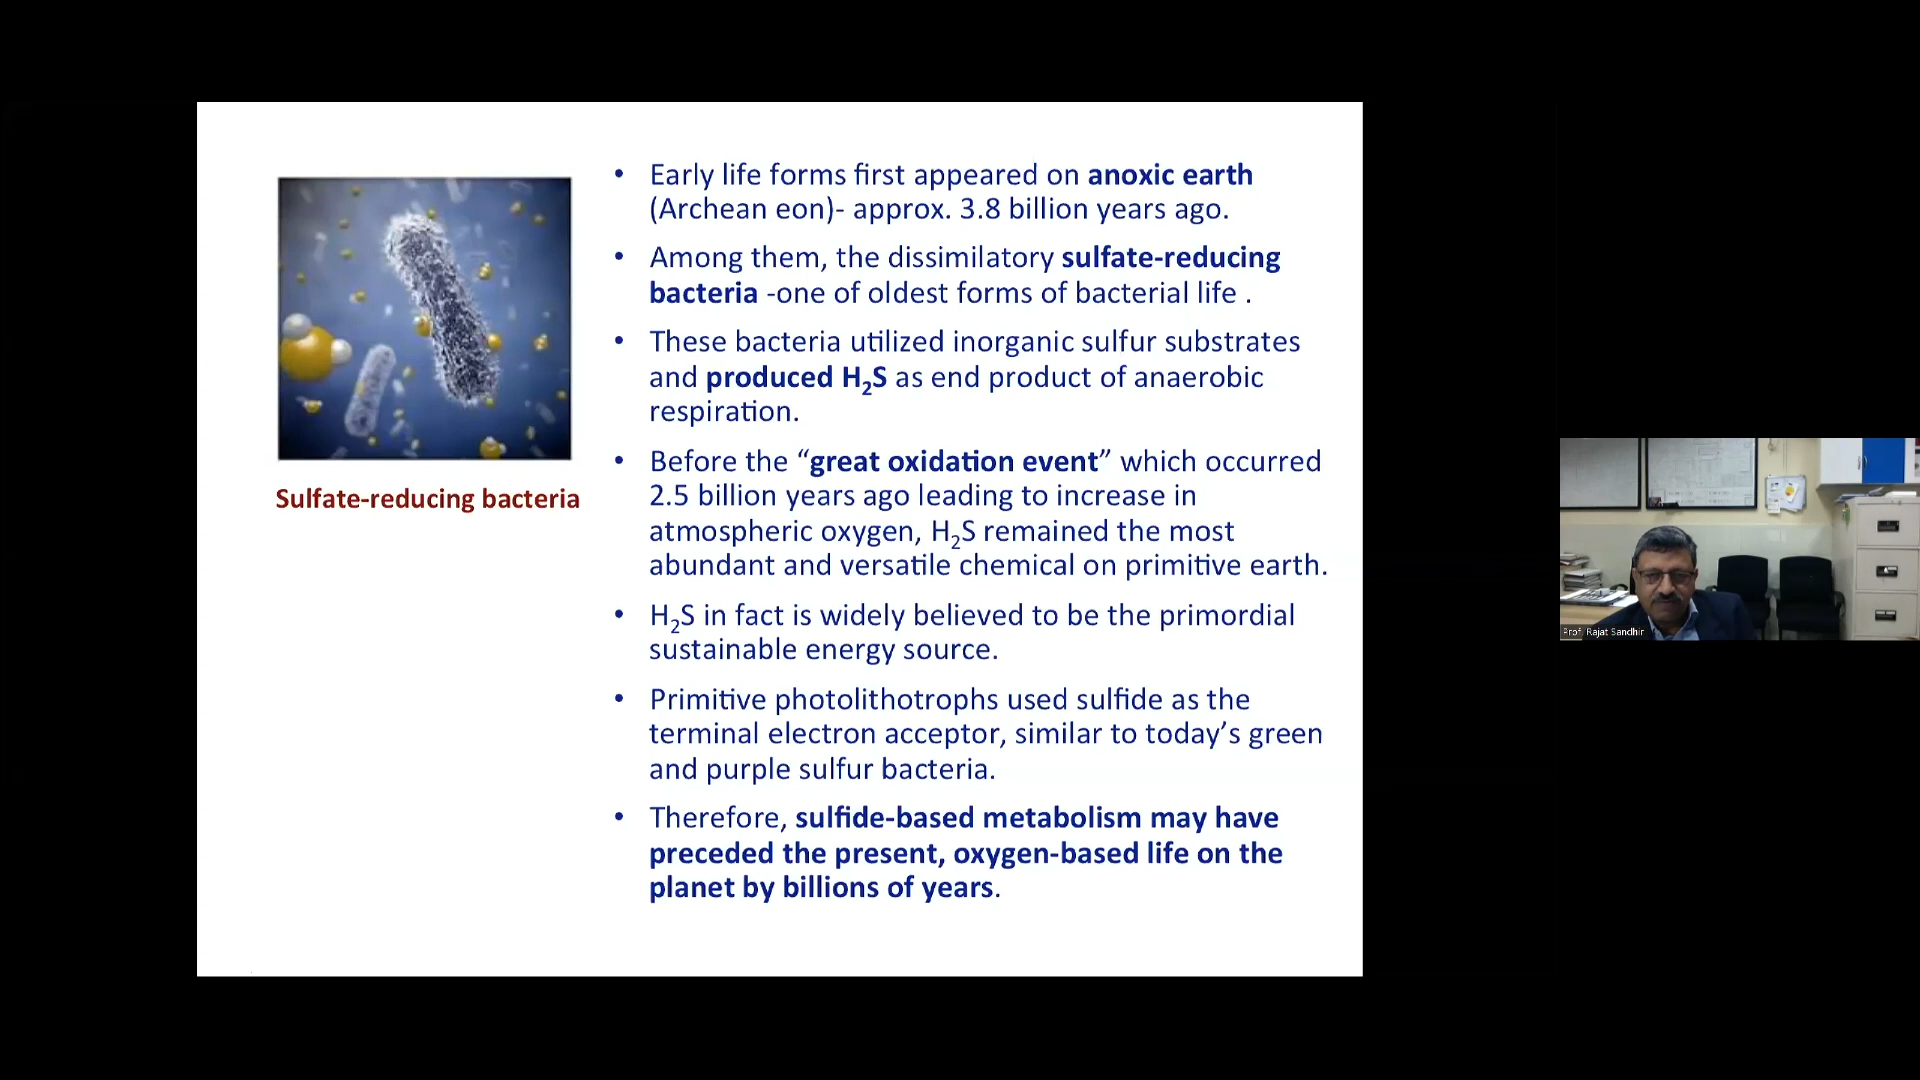 • Early life forms first appeared on anoxic earth
(Archean eon)- approx. 3.8 billion years ago.
• Among them, the dissimilatory sulfate-reducing
bacteria -one of oldest forms of bacterial life .
• These bacteria utilized inorganic sulfur substrates
and produced H₂S as end product of anaerobic
respiration.
• Before the “great oxidation event” which occurred
2.5 billion years ago leading to increase in
atmospheric oxygen, H₂S remained the most
abundant and versatile chemical on primitive earth.
• H₂S in fact is widely believed to be the primordial
sustainable energy source.
• Primitive photolithotrophs used sulfide as the
terminal electron acceptor, similar to today’s green
and purple sulfur bacteria.
• Therefore, sulfide-based metabolism may have
preceded the present, oxygen-based life on the
planet by billions of years.
Sulfate-reducing bacteria
Prof. Rajat Sandhir